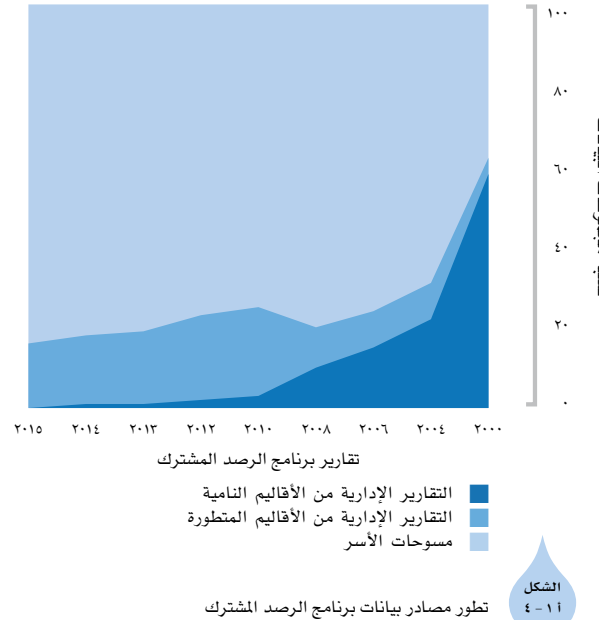 ١٠٠
٨٠
٦٠
٤٠
٢٠
٠
٢٠٠٠ ٢٠٠٤ ٢٠٠٦ ٢٠٠٨ ٢٠١٠ ٢٠١٢ ٢٠١٣ ٢٠١٤ ٢٠١٥
تقارير برنامج الرصد المشترك
التقارير الإدارية من الأقاليم النامية
التقارير الإدارية من الأقاليم المتطورة
مسوحات الأسر
الشكل
أ ١ - ٤
تطور مصادر بيانات برنامج الرصد المشترك